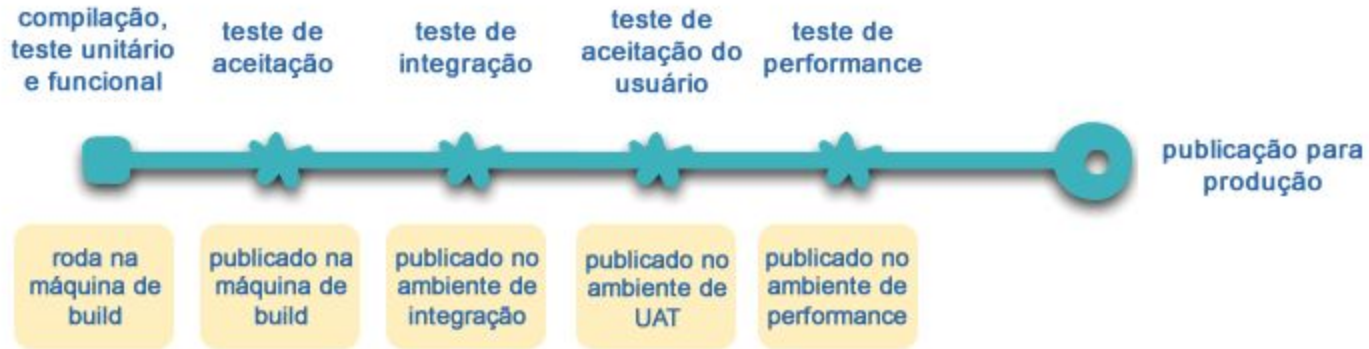 compilação,
teste unitário
e funcional
teste de
aceitação
teste de
integração
teste de
aceitação do
usuário
teste de
performance
publicação para
produção
roda na
máquina de
build
publicado na
máquina de
build
publicado no
ambiente de
integração
publicado no
ambiente de
UAT
publicado no
ambiente de
performance